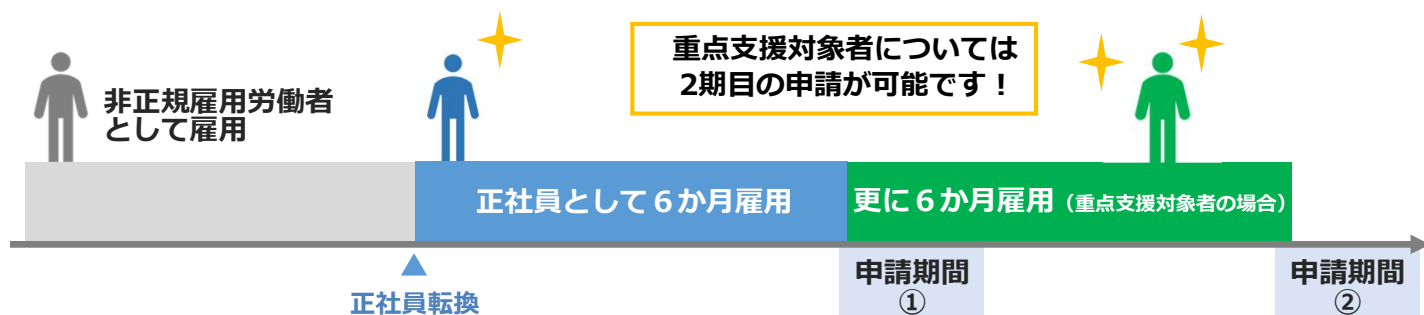 重点支援対象者については
2期目の申請が可能です！
非正規雇用労働者
として雇用
正社員として６か月雇用
更に６か月雇用（重点支援対象者の場合）
正社員転換
申請期間
①
申請期間
②